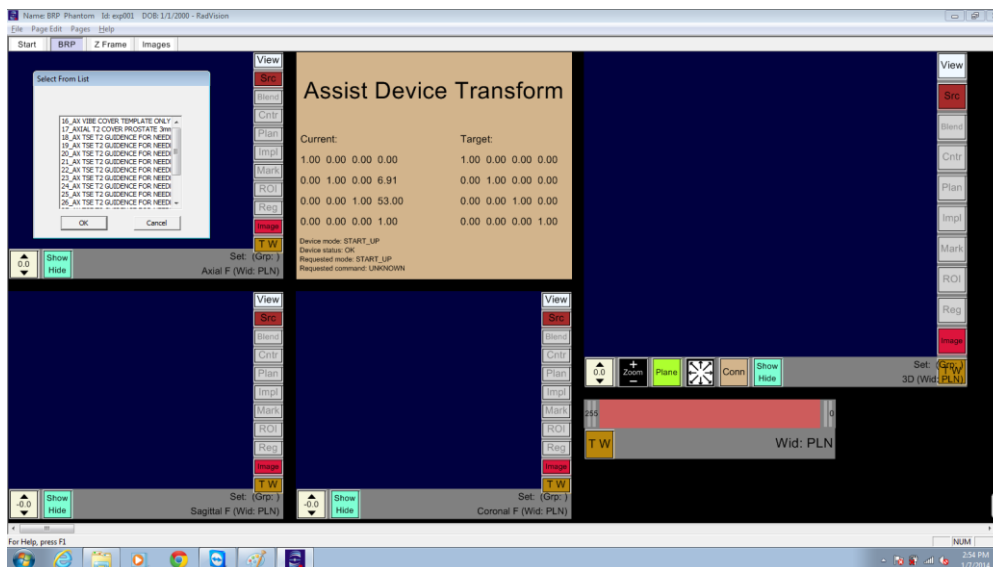 Name: BRP Phantom Id: exp001 DOB: 1/1/2000 - RadVision
File Page Edit Pages Help
Start BRP Z Frame Images
Select From List
16_AX VIBE COVER TEMPLATE ONLY
17_AXIAL T2 COVER PROSTATE 3mm
18_AX TSE T2 GUIDENCE FOR NEEDI
19_AX TSE T2 GUIDENCE FOR NEEDI
20_AX TSE T2 GUIDENCE FOR NEEDI
21_AX TSE T2 GUIDENCE FOR NEEDI
22_AX TSE T2 GUIDENCE FOR NEEDI
23_AX TSE T2 GUIDENCE FOR NEEDI
24_AX TSE T2 GUIDENCE FOR NEEDI
25_AX TSE T2 GUIDENCE FOR NEEDI
26_AX TSE T2 GUIDENCE FOR NEEDI
OK Cancel
View
Src
Blend
Cntr
Plan
Impl
Mark
ROI
Reg
Image
T W
0.0 Show Hide
Set: (Grp: )
Axial F (Wid: PLN)
Assist Device Transform
Current: Target:
1.00 0.00 0.00 0.00 1.00 0.00 0.00 0.00
0.00 1.00 0.00 6.91 0.00 1.00 0.00 0.00
0.00 0.00 1.00 53.00 0.00 0.00 1.00 0.00
0.00 0.00 0.00 1.00 0.00 0.00 0.00 1.00
Device mode: START_UP
Device status: OK
Requested mode: START_UP
Requested command: UNKNOWN
View
Src
Blend
Cntr
Plan
Impl
Mark
ROI
Reg
Image
T W
0.0 Zoom Plane Conn Show Hide
Set: (Grp: )
3D (Wid: PLN)
View
Src
Blend
Cntr
Plan
Impl
Mark
ROI
Reg
Image
T W
-0.0 Show Hide
Set: (Grp: )
Sagittal F (Wid: PLN)
View
Src
Blend
Cntr
Plan
Impl
Mark
ROI
Reg
Image
T W
-0.0 Show Hide
Set: (Grp: )
Coronal F (Wid: PLN)
255 0
T W Wid: PLN
For Help, press F1 NUM
2:54 PM
1/7/2014